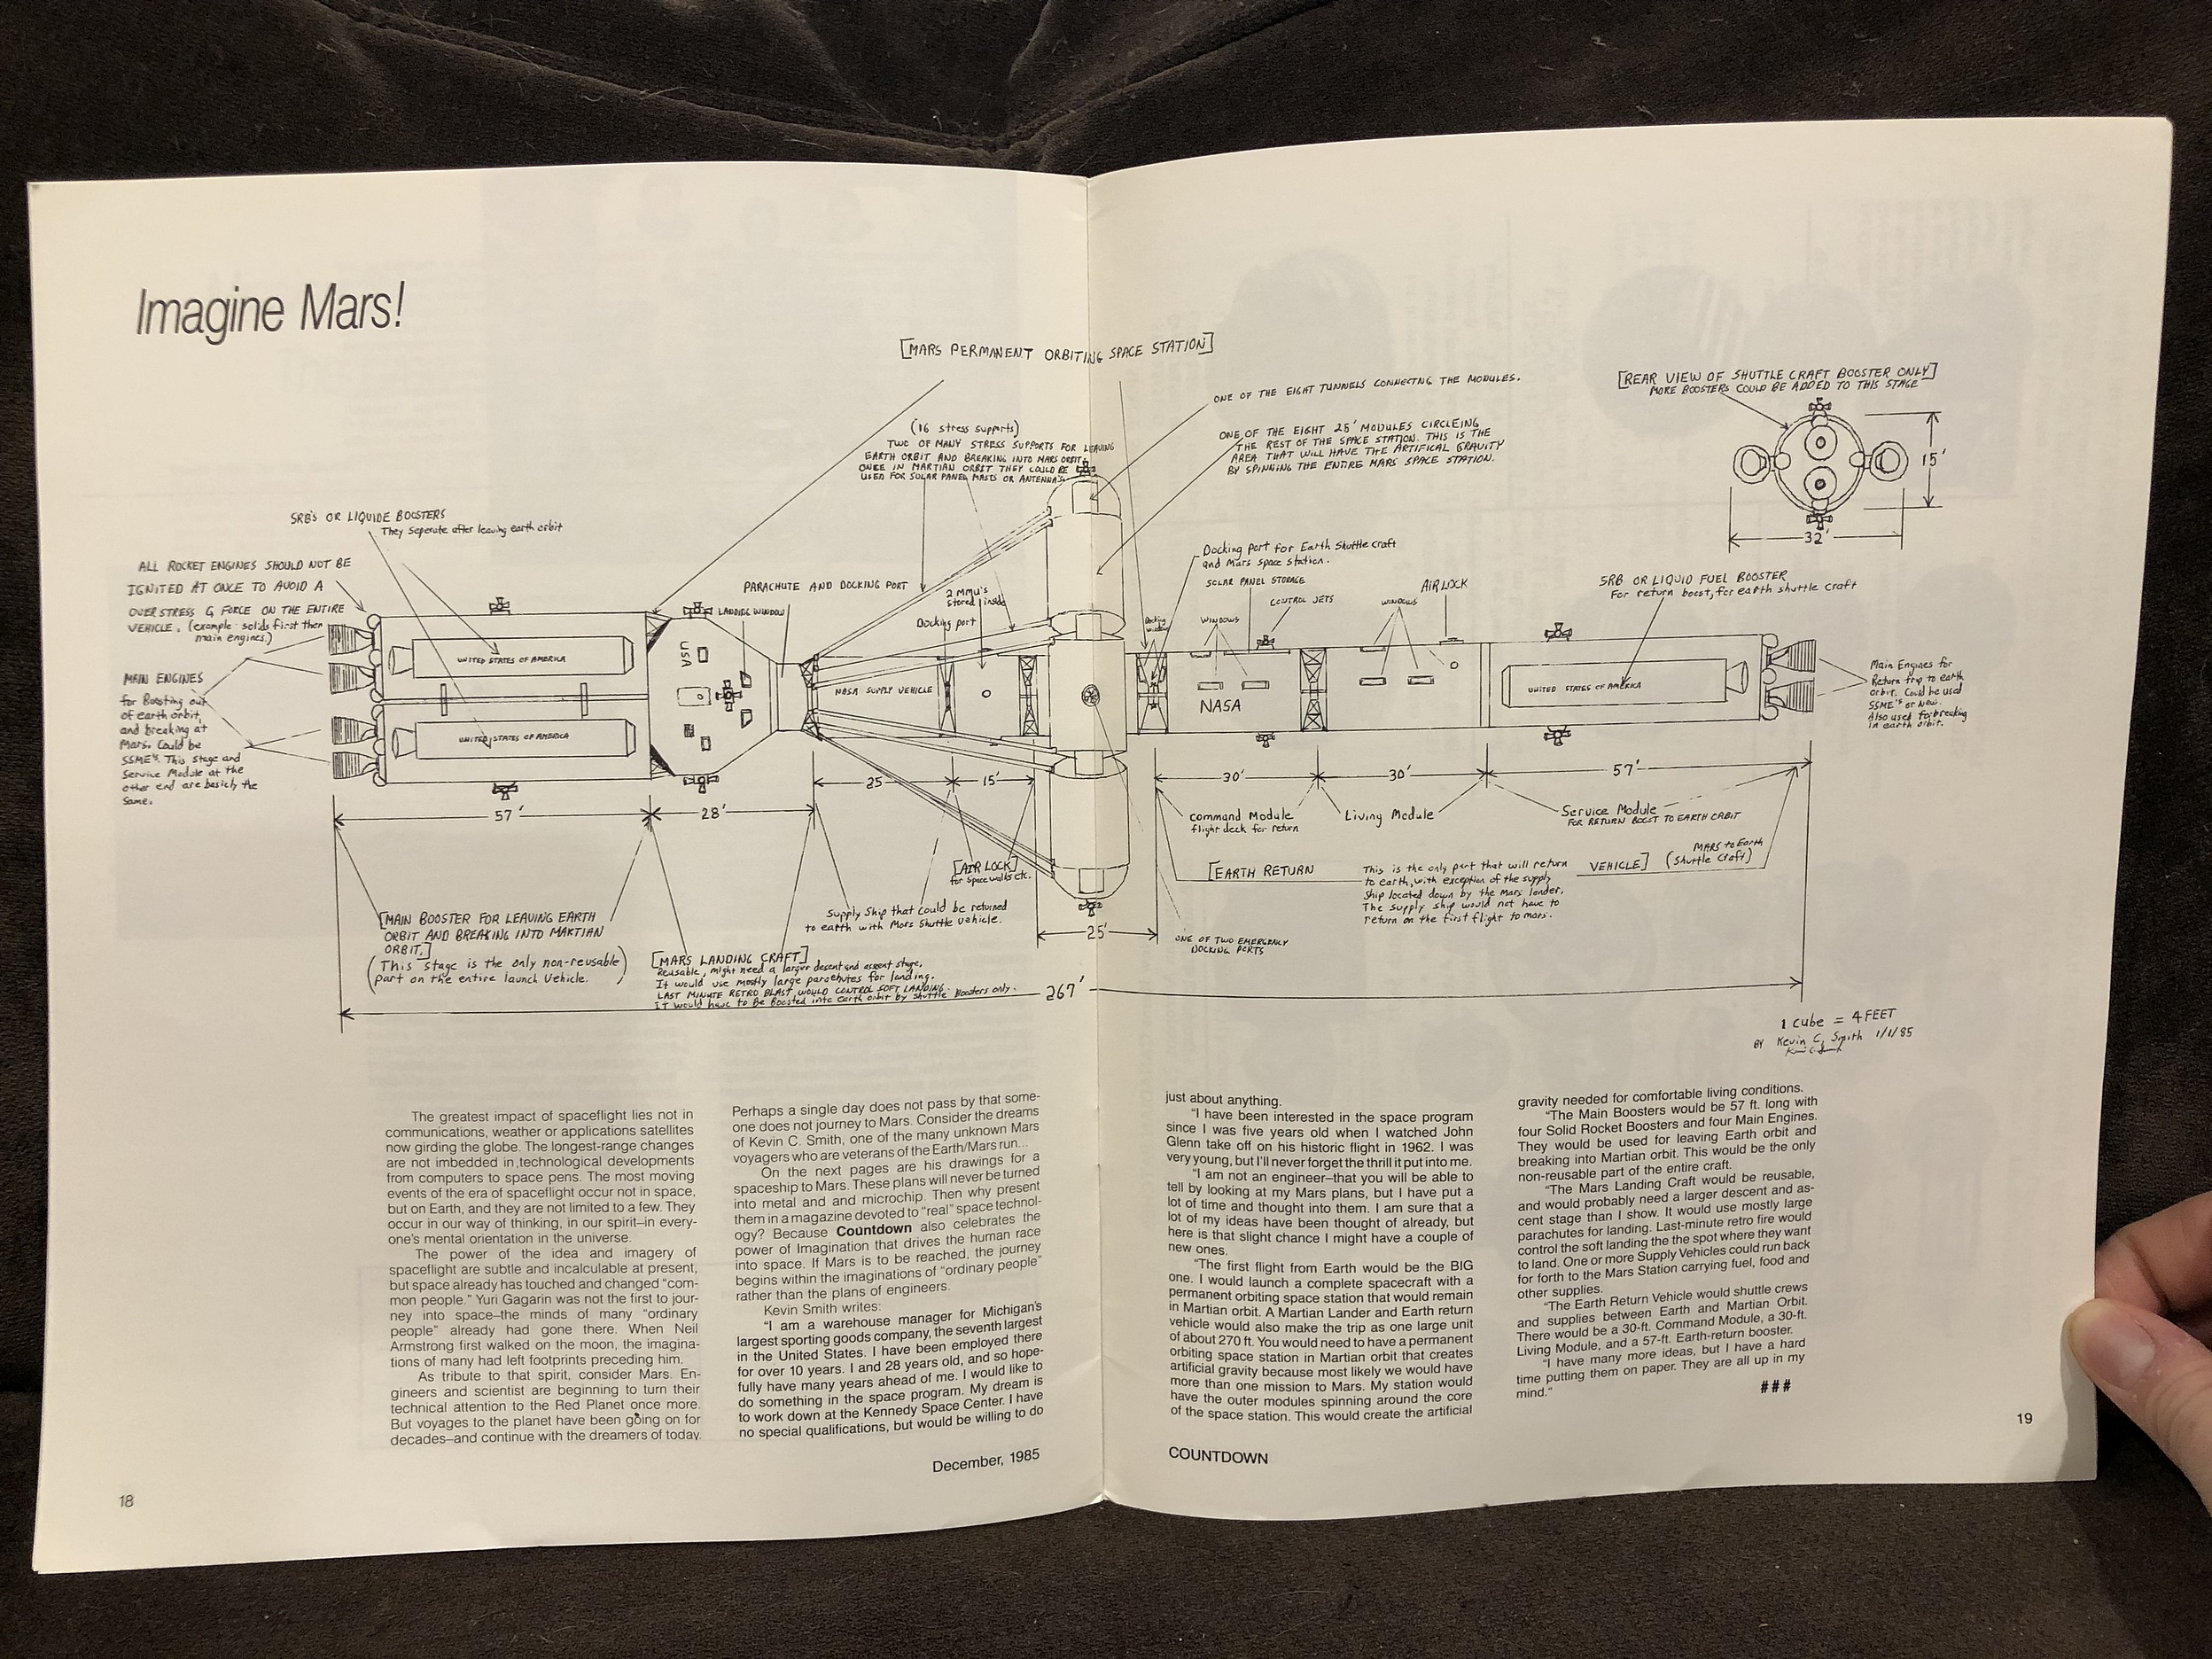 Imagine Mars!
[MARS PERMANENT ORBITING SPACE STATION]
ONE OF THE EIGHT TUNNELS CONNECTNG THE MODULES.
[REAR VIEW OF SHUTTLE CRAFT BOOSTER ONLY]
MORE BOOSTERS COULD BE ADDED TO THIS STAGE
15'
32'
(16 stress supports)
TWO OF MANY STRESS SUPPORTS FOR LEAVING
EARTH ORBIT AND BREAKING INTO MARS ORBIT
ONCE IN MARTIAN ORBIT THEY COULD BE
USED FOR SOLAR PANEL MASTS OR ANTENNA'S
ONE OF THE EIGHT 25' MODULES CIRCLEING
THE REST OF THE SPACE STATION. THIS IS THE
AREA THAT WILL HAVE THE ARTIFICAL GRAVITY
BY SPINNING THE ENTIRE MARS SPACE STATION.
SRB'S OR LIQUIDE BOOSTERS
They seperate after leaving earth orbit
ALL ROCKET ENGINES SHOULD NOT BE
IGNITED AT ONCE TO AVOID A
OVER STRESS G FORCE ON THE ENTIRE
VEHICLE. (example: solids first then
main engines.)
MAIN ENGINES
for Boosting out
of earth orbit,
and breaking at
Mars. Could be
SSME'S. This stage and
Service Module at the
other end are basicly the
same.
UNITED STATES OF AMERICA
UNITED STATES OF AMERICA
USA
LANDING WINDOW
PARACHUTE AND DOCKING PORT
Docking port
2 MMU's
stored inside
NASA SUPPLY VEHICLE
Docking Port for Earth Shuttle craft
and Mars space station.
SOLAR PANEL STORAGE
CONTROL JETS
WINDOWS
WINDOWS
AIR LOCK
NASA
SRB OR LIQUID FUEL BOOSTER
For return boost, for earth shuttle craft
UNITED STATES OF AMERICA
Main Engines for
Return trip to earth
orbit. Could be used
SSME'S or New.
Also used for breaking
in earth orbit.
57'
28'
25
15'
30'
30'
57'
Command Module
flight deck for return
Living Module
Service Module
FOR RETURN BOOST TO EARTH ORBIT
[EARTH RETURN
VEHICLE]
MARS to Earth
(Shuttle Craft)
This is the only part that will return
to earth, with exception of the supply
ship located down by the Mars lander.
The supply ship would not have to
return on the first flight to mars.
[AIR LOCK]
for Spacewalks etc.
Supply Ship that could be returned
to earth with Mars Shuttle vehicle.
25'
ONE OF TWO EMERGENCY
DOCKING PORTS
[MAIN BOOSTER FOR LEAVING EARTH
ORBIT AND BREAKING INTO MARTIAN
ORBIT.]
(This stage is the only non-reusable)
part on the entire launch Vehicle.
[MARS LANDING CRAFT]
Reusable, might need a larger descent and ascent stage,
It would use mostly large parachutes for landing.
LAST MINUTE RETRO BLAST WOULD CONTROL SOFT LANDING.
It would have to Be Boosted into earth orbit by shuttle Boosters only.
267'
1 cube = 4 FEET
BY Kevin C. Smith 1/1/85
The greatest impact of spaceflight lies not in
communications, weather or applications satellites
now girding the globe. The longest-range changes
are not imbedded in technological developments
from computers to space pens. The most moving
events of the era of spaceflight occur not in space,
but on Earth, and they are not limited to a few. They
occur in our way of thinking, in our spirit—in every-
one's mental orientation in the universe.
The power of the idea and imagery of
spaceflight are subtle and incalculable at present,
but space already has touched and changed “com-
mon people.” Yuri Gagarin was not the first to jour-
ney into space—the minds of many “ordinary
people” already had gone there. When Neil
Armstrong first walked on the moon, the imagina-
tions of many had left footprints preceding him.
As tribute to that spirit, consider Mars. En-
gineers and scientist are beginning to turn their
technical attention to the Red Planet once more.
But voyages to the planet have been going on for
decades—and continue with the dreamers of today.
Perhaps a single day does not pass by that some-
one does not journey to Mars. Consider the dreams
of Kevin C. Smith, one of the many unknown Mars
voyagers who are veterans of the Earth/Mars run...
On the next pages are his drawings for a
spaceship to Mars. These plans will never be turned
into metal and and microchip. Then why present
them in a magazine devoted to “real” space technol-
ogy? Because Countdown also celebrates the
power of Imagination that drives the human race
into space. If Mars is to be reached, the journey
begins within the imaginations of “ordinary people”
rather than the plans of engineers.
Kevin Smith writes:
“I am a warehouse manager for Michigan's
largest sporting goods company, the seventh largest
in the United States. I have been employed there
for over 10 years. I and 28 years old, and so hope-
fully have many years ahead of me. I would like to
do something in the space program. My dream is
to work down at the Kennedy Space Center. I have
no special qualifications, but would be willing to do
just about anything.
“I have been interested in the space program
since I was five years old when I watched John
Glenn take off on his historic flight in 1962. I was
very young, but I'll never forget the thrill it put into me.
“I am not an engineer—that you will be able to
tell by looking at my Mars plans, but I have put a
lot of time and thought into them. I am sure that a
lot of my ideas have been thought of already, but
here is that slight chance I might have a couple of
new ones.
“The first flight from Earth would be the BIG
one. I would launch a complete spacecraft with a
permanent orbiting space station that would remain
in Martian orbit. A Martian Lander and Earth return
vehicle would also make the trip as one large unit
of about 270 ft. You would need to have a permanent
orbiting space station in Martian orbit that creates
artificial gravity because most likely we would have
more than one mission to Mars. My station would
have the outer modules spinning around the core
of the space station. This would create the artificial
gravity needed for comfortable living conditions.
“The Main Boosters would be 57 ft. long with
four Solid Rocket Boosters and four Main Engines.
They would be used for leaving Earth orbit and
breaking into Martian orbit. This would be the only
non-reusable part of the entire craft.
“The Mars Landing Craft would be reusable,
and would probably need a larger descent and as-
cent stage than I show. It would use mostly large
parachutes for landing. Last-minute retro fire would
control the soft landing the the spot where they want
to land. One or more Supply Vehicles could run back
for forth to the Mars Station carrying fuel, food and
other supplies.
“The Earth Return Vehicle would shuttle crews
and supplies between Earth and Martian Orbit.
There would be a 30-ft. Command Module, a 30-ft.
Living Module, and a 57-ft. Earth-return booster.
“I have many more ideas, but I have a hard
time putting them on paper. They are all up in my
mind.”
###
18
December, 1985
COUNTDOWN
19